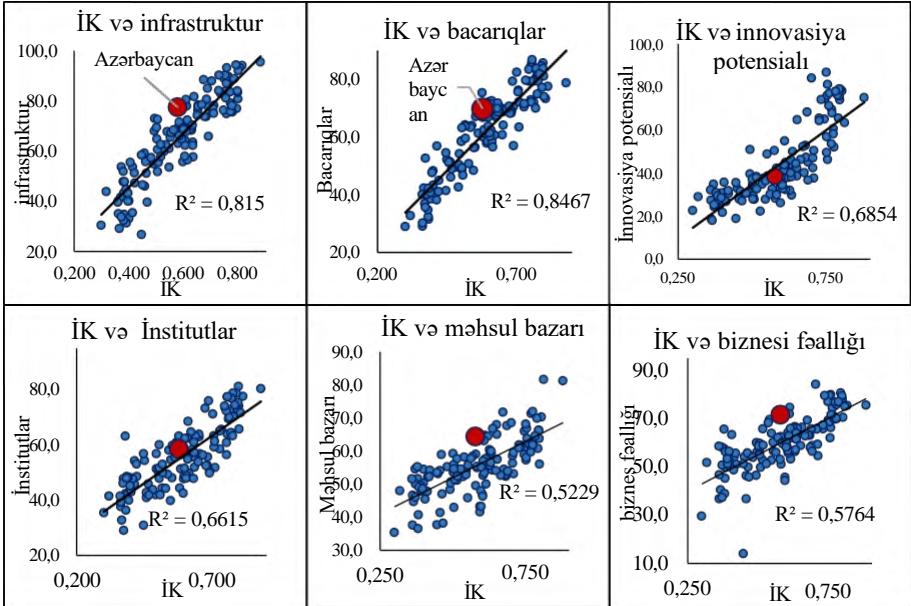 İK və infrastruktur
infrastruktur
100,0
80,0
60,0
40,0
20,0
Azərbaycan
R² = 0,815
0,200 0,400 0,600 0,800
İK
İK və bacarıqlar
Bacarıqlar
80,0
60,0
40,0
20,0
Azər
bayc
an
R² = 0,8467
0,200 0,700
İK
İK və innovasiya
potensialı
İnnovasiya potensialı
100,0
80,0
60,0
40,0
20,0
0,0
R² = 0,6854
0,250 0,750
İK
İK və İnstitutlar
İnstitutlar
80,0
60,0
40,0
20,0
R² = 0,6615
0,200 0,700
İK
İK və məhsul bazarı
Məhsul bazarı
90,0
80,0
70,0
60,0
50,0
40,0
30,0
R² = 0,5229
0,250 0,750
İK
İK və biznesi fəallığı
biznes fəallığı
90,0
70,0
50,0
30,0
10,0
R² = 0,5764
0,250 0,750
İK